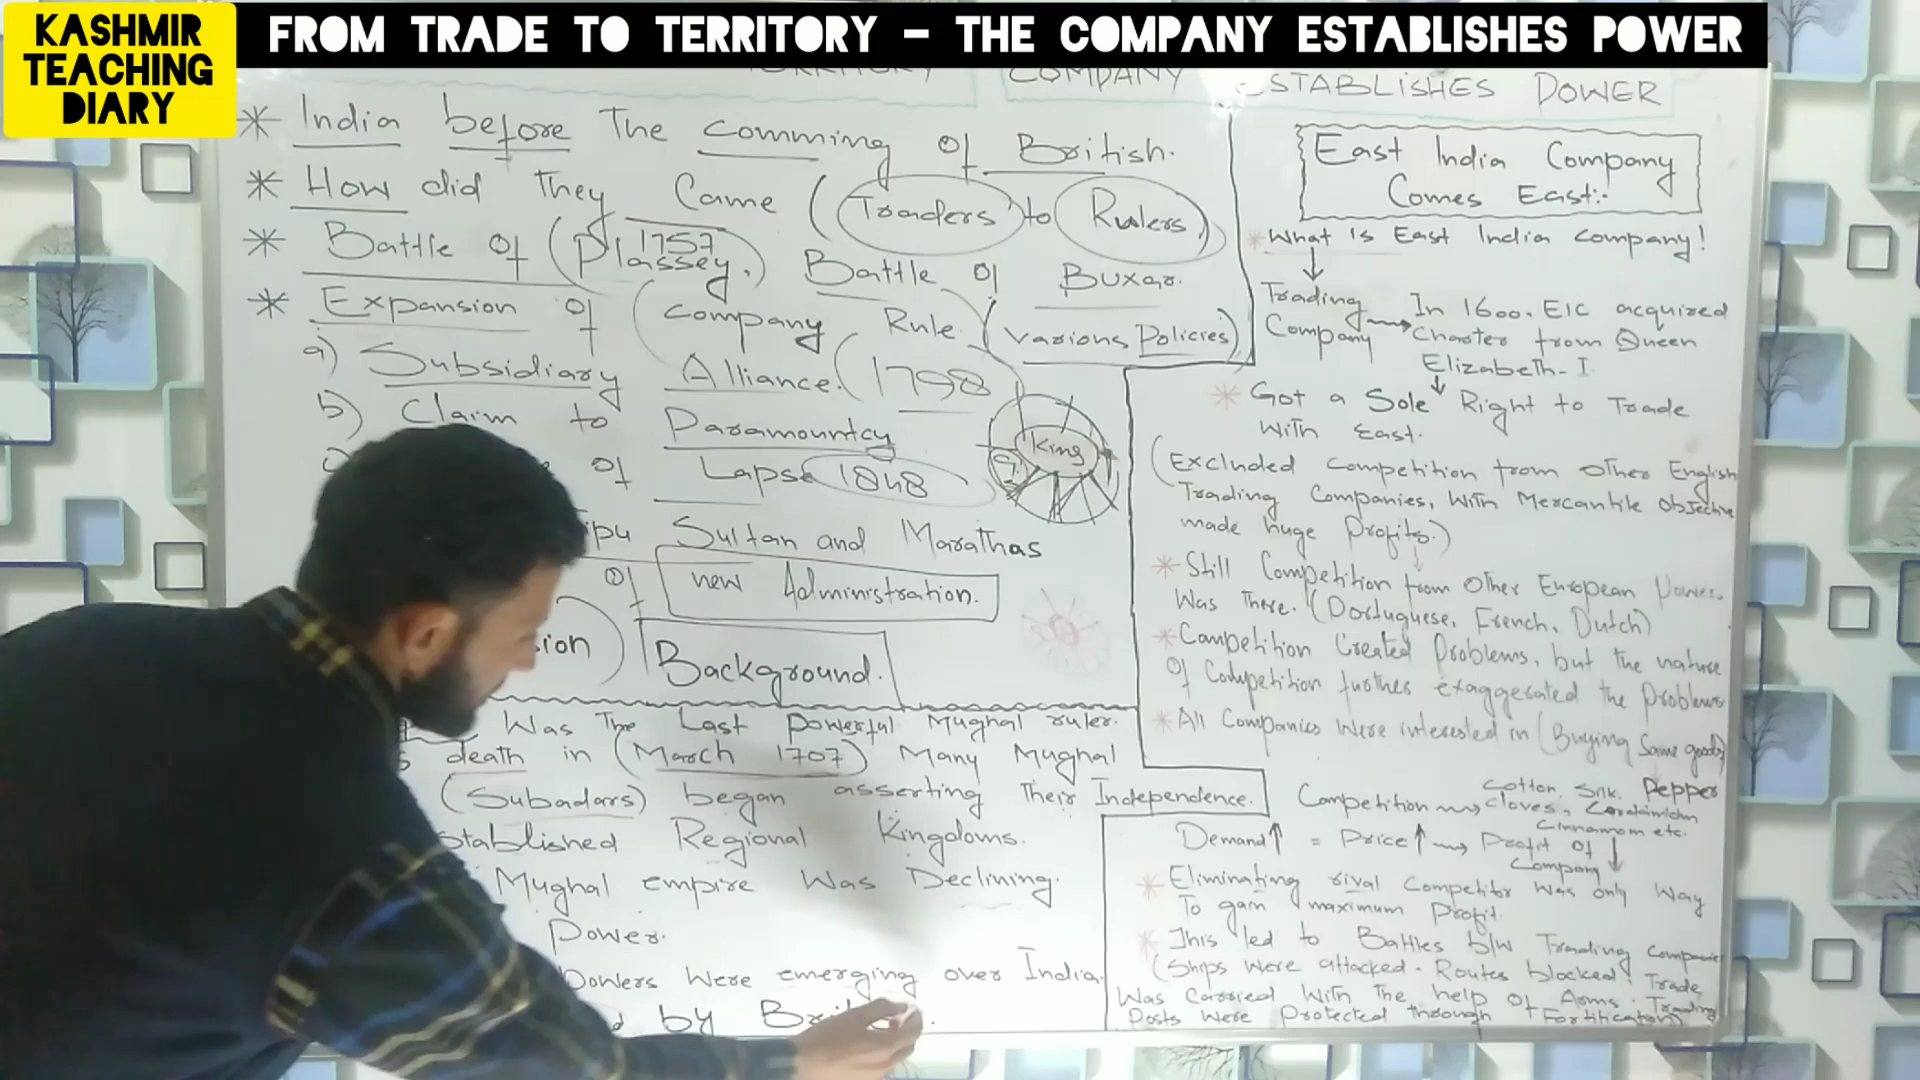 KASHMIR
TEACHING
DIARY
FROM TRADE TO TERRITORY – THE COMPANY ESTABLISHES POWER
TERRITORY COMPANY ESTABLISHES POWER
* India before The comming of British.
* How did They Came (Traders to Rulers)
* Battle of (Plassey, 1757) Battle of Buxar.
* Expansion of Company Rule (various Policies)
a) Subsidiary Alliance. (1798
b) Claim to Paramountcy
of Lapse 1848
King
Sultan and Marathas
of new Administration.
Background.
Was The Last Powerful Mughal ruler.
death in (March 1707) Many Mughal
(Subadars) began asserting Their Independence.
Regional Kingdoms.
Mughal empire Was Declining.
Power.
Powers Were emerging over India.
by
East India Company
Comes East:-
* What is East India Company!
Trading
Company
In 1600. EIC acquired
Charter from Queen
Elizabeth-I
* Got a Sole Right to Trade
With East.
(Excluded Competition from other English
Trading Companies, With Mercantile objective
made huge Profits.)
* Still Competition from other European Power.
Was There. (Portuguese, French, Dutch)
* Competition Created Problems, but the nature
Of Competition further exaggerated the Problems
* All Companies Were interested in (Buying Same goods)
Competition
Cotton, Silk, Pepper
Cloves,
Cinnamom etc.
Demand↑ = Price↑ Profit of
Company ↓
* Eliminating rival Competitor Was only Way
To gain maximum Profit.
* This led to Battles b/w Trading Companies
(Ships Were attacked. Routes blocked, Trade
Was Carried With The help of Arms. Trading
Posts Were Protected through Fortification)